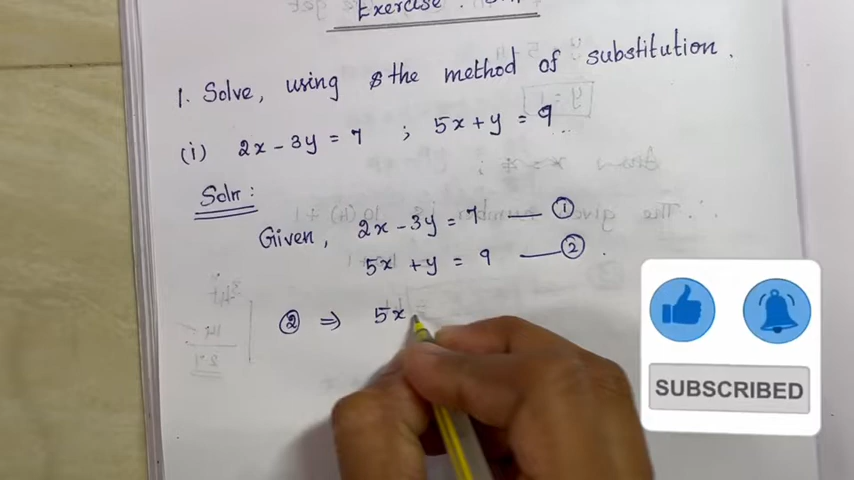 Exercise
1. Solve, using the method of substitution.
(i) 2x - 3y = 7 ; 5x + y = 9
Soln:
Given, 2x - 3y = 7 — ①
5x + y = 9 — ②
② ⇒ 5x
SUBSCRIBED